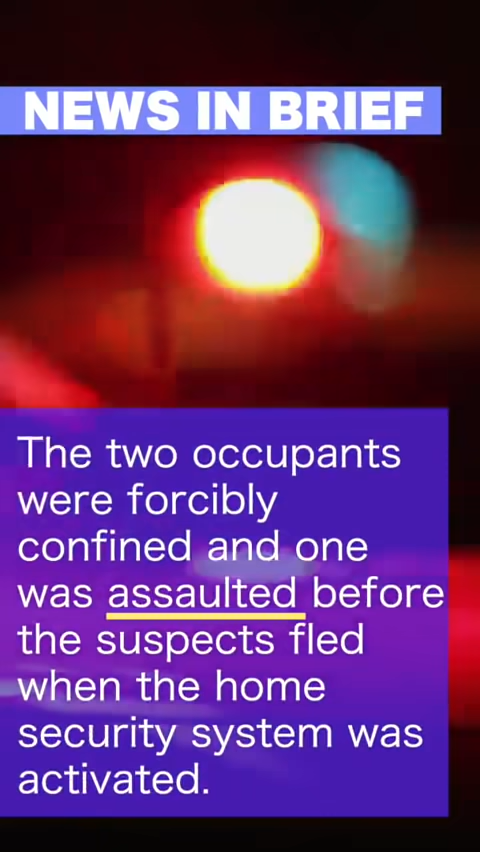 NEWS IN BRIEF
The two occupants
were forcibly
confined and one
was assaulted before
the suspects fled
when the home
security system was
activated.